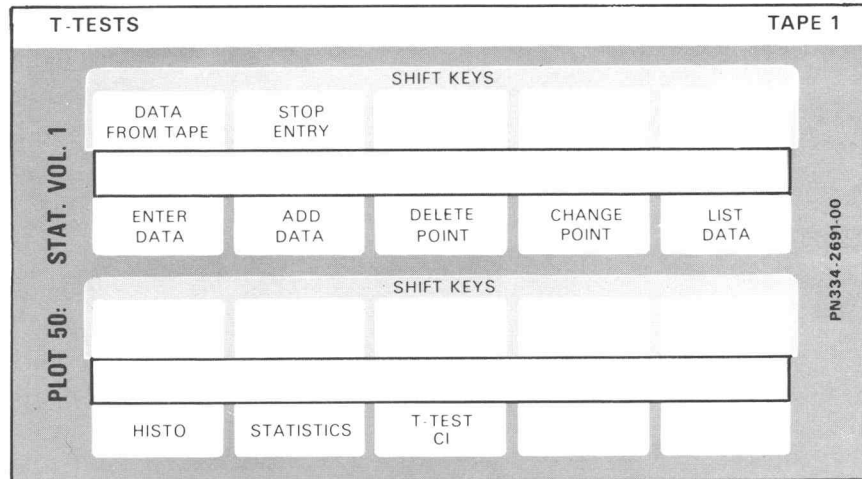 T-TESTS
TAPE 1
PLOT 50: STAT. VOL. 1
SHIFT KEYS
DATA
FROM TAPE
STOP
ENTRY
ENTER
DATA
ADD
DATA
DELETE
POINT
CHANGE
POINT
LIST
DATA
SHIFT KEYS
HISTO
STATISTICS
T-TEST
CI
PN334-2691-00